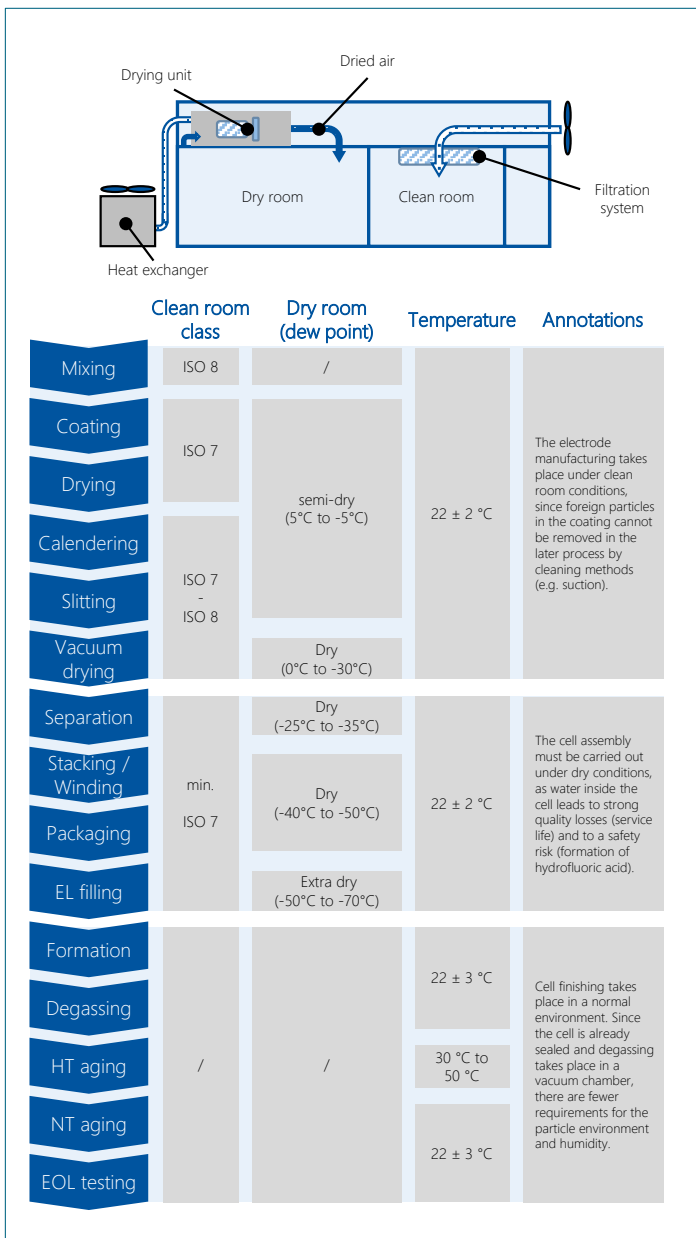 Dried air
Drying unit
Dry room
Clean room
Filtration
system
Heat exchanger
Clean room
class
Dry room
(dew point)
Temperature
Annotations
Mixing
ISO 8
/
Coating
Drying
ISO 7
semi-dry
(5°C to -5°C)
22 ± 2 °C
The electrode
manufacturing takes
place under clean
room conditions,
since foreign particles
in the coating cannot
be removed in the
later process by
cleaning methods
(e.g. suction).
Calendering
Slitting
ISO 7
-
ISO 8
Vacuum
drying
Dry
(0°C to -30°C)
Separation
Dry
(-25°C to -35°C)
Stacking /
Winding
min.
ISO 7
Dry
(-40°C to -50°C)
22 ± 2 °C
The cell assembly
must be carried out
under dry conditions,
as water inside the
cell leads to strong
quality losses (service
life) and to a safety
risk (formation of
hydrofluoric acid).
Packaging
EL filling
Extra dry
(-50°C to -70°C)
Formation
Degassing
22 ± 3 °C
Cell finishing takes
place in a normal
environment. Since
the cell is already
sealed and degassing
takes place in a
vacuum chamber,
there are fewer
requirements for the
particle environment
and humidity.
HT aging
/
/
30 °C to
50 °C
NT aging
22 ± 3 °C
EOL testing